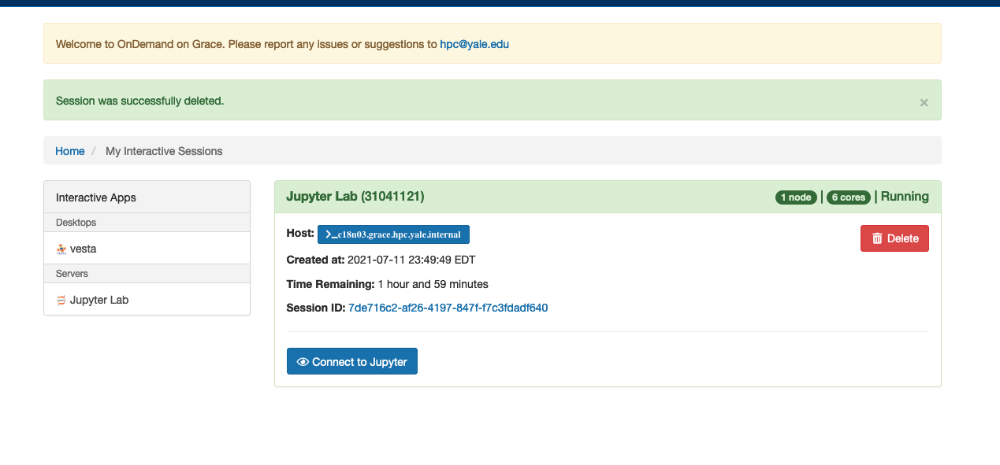 Welcome to OnDemand on Grace. Please report any issues or suggestions to hpc@yale.edu
Session was successfully deleted.
×
Home / My Interactive Sessions
Interactive Apps
Desktops
vesta
Servers
Jupyter Lab
Jupyter Lab (31041121)
1 node | 6 cores | Running
Host: >_c18n03.grace.hpc.yale.internal
Delete
Created at: 2021-07-11 23:49:49 EDT
Time Remaining: 1 hour and 59 minutes
Session ID: 7de716c2-af26-4197-847f-f7c3fdadf640
Connect to Jupyter